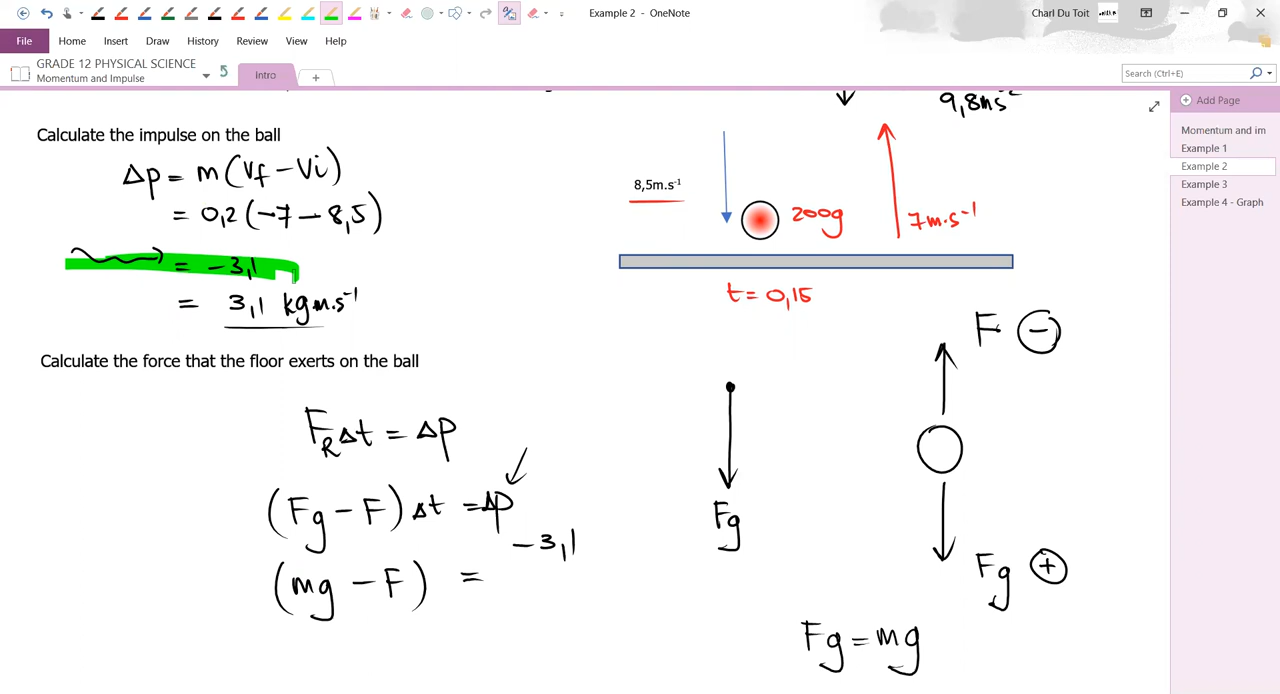 Example 2 - OneNote
Charl Du Toit
File Home Insert Draw History Review View Help
GRADE 12 PHYSICAL SCIENCE
Momentum and Impulse
Intro
+
Search (Ctrl+E)
Add Page
Momentum and im
Example 1
Example 2
Example 3
Example 4 - Graph
9,8ms⁻²
Calculate the impulse on the ball
Δp = m(Vf - Vi)
= 0,2(-7 - 8,5)
= -3,1
= 3,1 kgm.s⁻¹
8,5m.s⁻¹
200g
7m.s⁻¹
t = 0,15
Calculate the force that the floor exerts on the ball
F_R Δt = Δp
(Fg - F) Δt = Δp
-3,1
(mg - F) =
Fg
F -
Fg +
Fg = mg